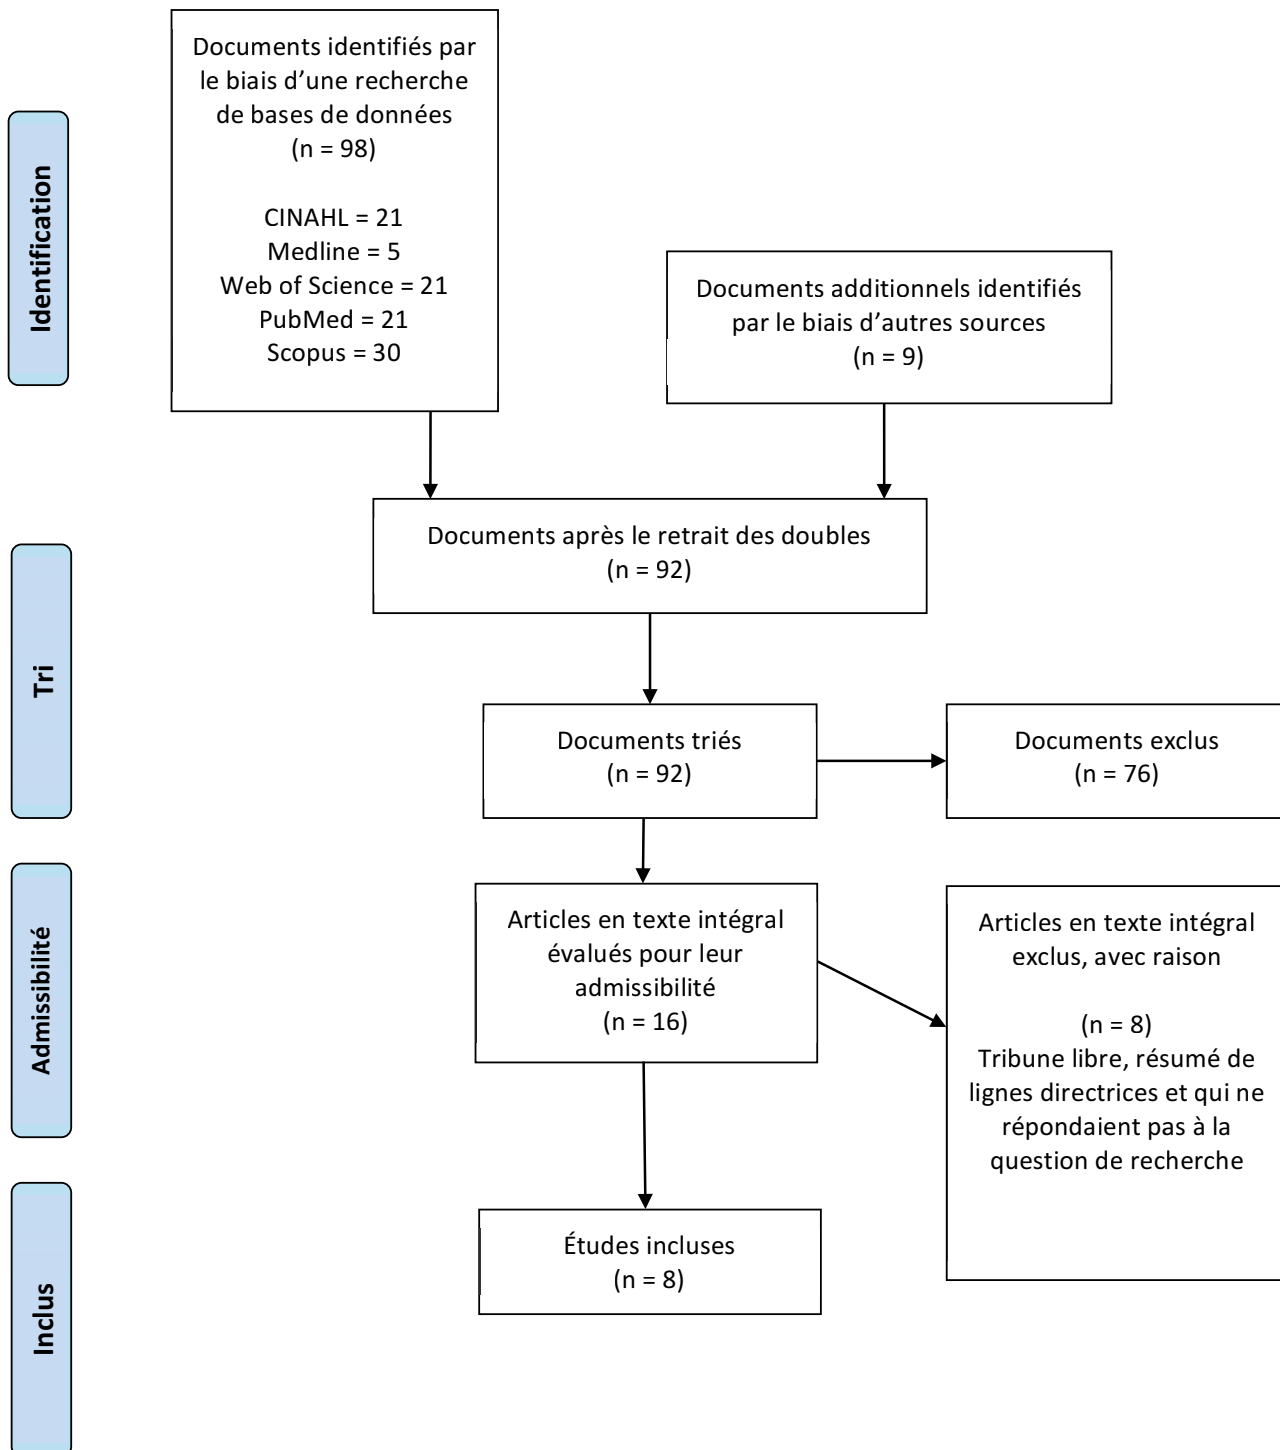 Identification
Documents identifiés par
le biais d’une recherche
de bases de données
(n = 98)
CINAHL = 21
Medline = 5
Web of Science = 21
PubMed = 21
Scopus = 30
Documents additionnels identifiés
par le biais d’autres sources
(n = 9)
Documents après le retrait des doubles
(n = 92)
Tri
Documents triés
(n = 92)
Documents exclus
(n = 76)
Admissibilité
Articles en texte intégral
évalués pour leur
admissibilité
(n = 16)
Articles en texte intégral
exclus, avec raison
(n = 8)
Tribune libre, résumé de
lignes directrices et qui ne
répondaient pas à la
question de recherche
Inclus
Études incluses
(n = 8)